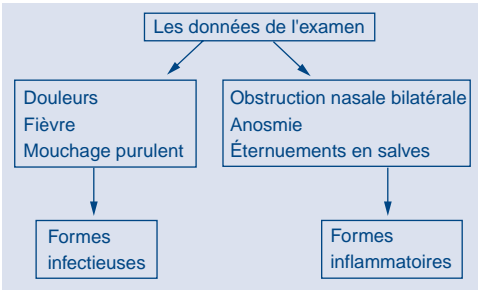 Les données de l'examen
Douleurs
Fièvre
Mouchage purulent
Obstruction nasale bilatérale
Anosmie
Éternuements en salves
Formes
infectieuses
Formes
inflammatoires